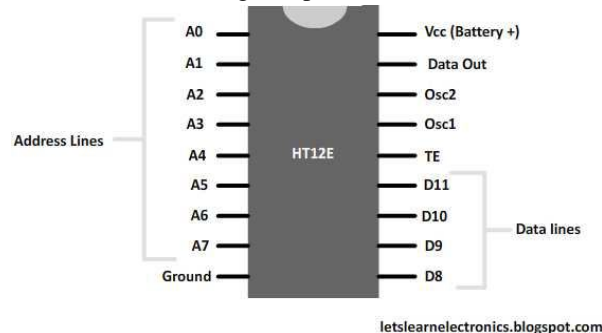 A0
A1
A2
A3
A4
A5
A6
A7
Ground
Address Lines
HT12E
Vcc (Battery +)
Data Out
Osc2
Osc1
TE
D11
D10
D9
D8
Data lines
letslearnelectronics.blogspot.com